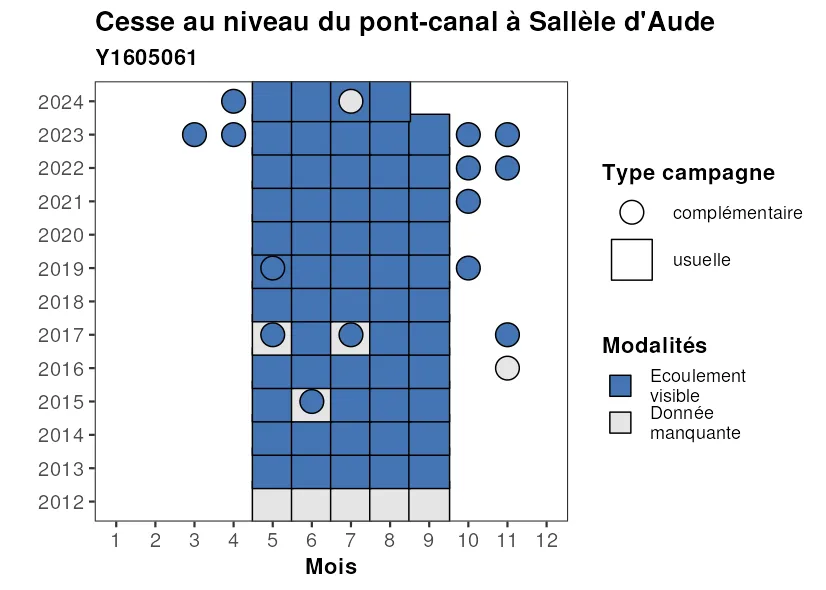 Cesse au niveau du pont-canal à Sallèle d'Aude
Y1605061
2024
2023
2022
2021
2020
2019
2018
2017
2016
2015
2014
2013
2012
1 2 3 4 5 6 7 8 9 10 11 12
Mois
Type campagne
complémentaire
usuelle
Modalités
Ecoulement
visible
Donnée
manquante